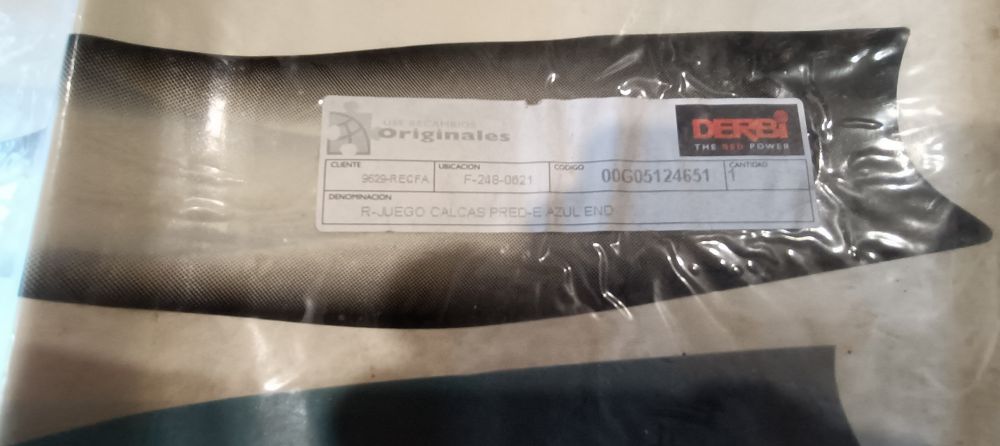 USE RECAMBIOS
Originales
DERBi
THE RED POWER
CLIENTE
9629-RECFA
UBICACION
F-248-0621
CODIGO
00G05124651
CANTIDAD
1
DENOMINACION
R-JUEGO CALCAS PRED-E AZUL END